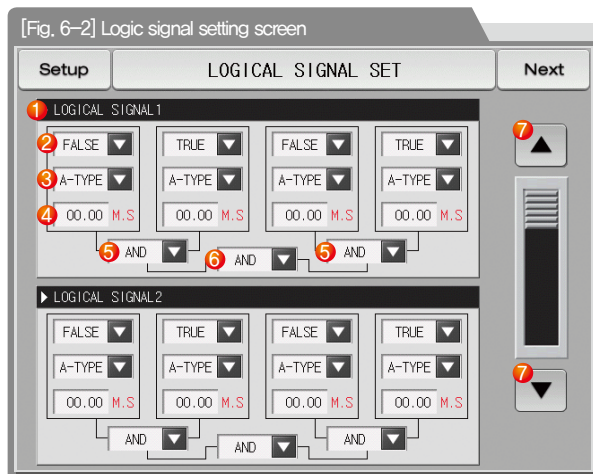 [Fig. 6-2] Logic signal setting screen
Setup LOGICAL SIGNAL SET Next
1 LOGICAL SIGNAL1
2 FALSE TRUE FALSE TRUE 7
3 A-TYPE A-TYPE A-TYPE A-TYPE
4 00.00 M.S 00.00 M.S 00.00 M.S 00.00 M.S
5 AND 6 AND 5 AND
LOGICAL SIGNAL2
FALSE TRUE FALSE TRUE
A-TYPE A-TYPE A-TYPE A-TYPE 7
00.00 M.S 00.00 M.S 00.00 M.S 00.00 M.S
AND AND AND